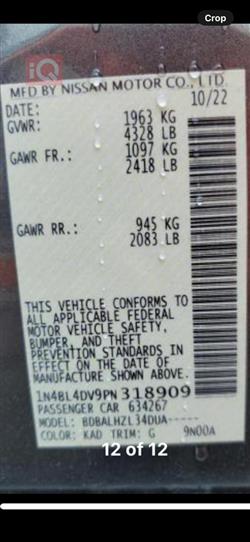 Crop
iQ
MFD BY NISSAN MOTOR CO., LTD.
DATE: 10/22
GVWR: 1963 KG
4328 LB
GAWR FR.: 1097 KG
2418 LB
GAWR RR.: 945 KG
2083 LB
THIS VEHICLE CONFORMS TO
ALL APPLICABLE FEDERAL
MOTOR VEHICLE SAFETY,
BUMPER, AND THEFT
PREVENTION STANDARDS IN
EFFECT ON THE DATE OF
MANUFACTURE SHOWN ABOVE.
1N4BL4DV9PN318909
PASSENGER CAR 634267
MODEL: BDBALHZL34DUA-----
COLOR: KAD TRIM: G 9N00A
12 of 12